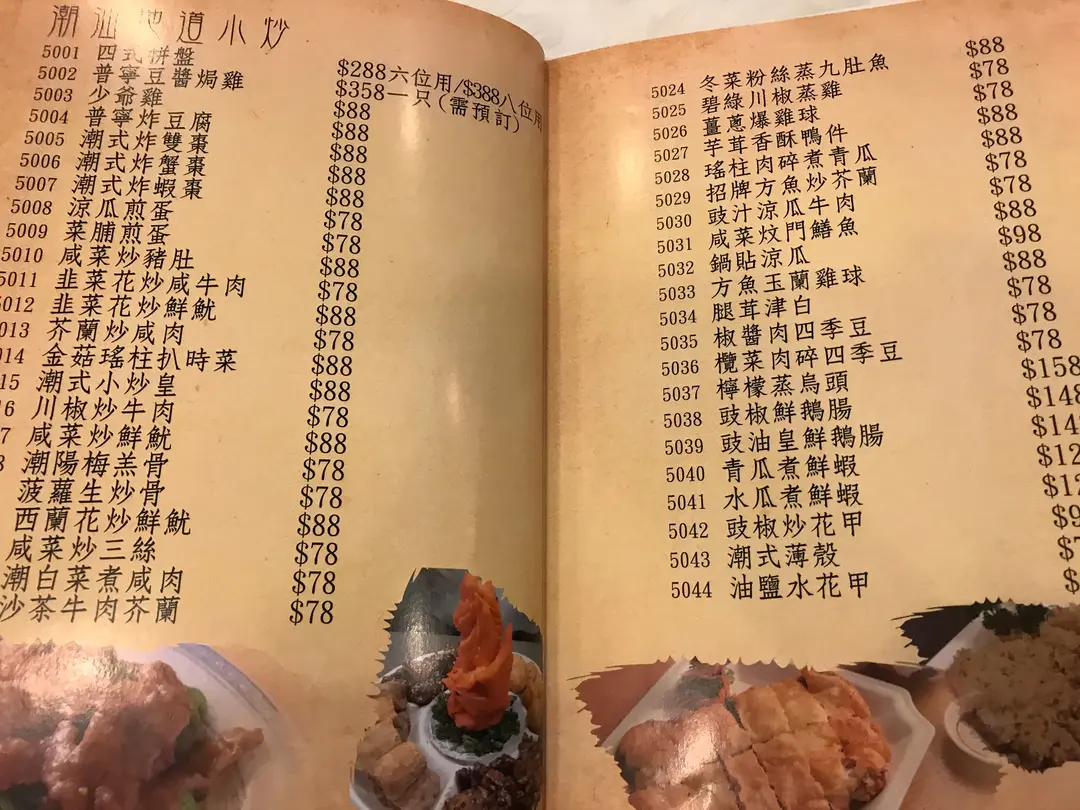 潮汕地道小炒
5001 四式拼盤 $288六位用/$388八位用
5002 普寧豆醬焗雞 $358一只(需預訂)
5003 少爺雞 $88
5004 普寧炸豆腐 $88
5005 潮式炸雙棗 $88
5006 潮式炸蟹棗 $88
5007 潮式炸蝦棗 $88
5008 涼瓜煎蛋 $78
5009 菜脯煎蛋 $78
5010 咸菜炒豬肚 $88
5011 韭菜花炒咸牛肉 $78
5012 韭菜花炒鮮魷 $88
013 芥蘭炒咸肉 $78
014 金菇瑤柱扒時菜 $88
15 潮式小炒皇 $88
6 川椒炒牛肉 $78
7 咸菜炒鮮魷 $88
潮陽梅羔骨 $78
菠蘿生炒骨 $78
西蘭花炒鮮魷 $88
咸菜炒三絲 $78
潮白菜煮咸肉 $78
沙茶牛肉芥蘭 $78
5024 冬菜粉絲蒸九肚魚 $88
5025 碧綠川椒蒸雞 $78
5026 薑蔥爆雞球 $78
5027 芋茸香酥鴨件 $88
5028 瑤柱肉碎煮青瓜 $88
5029 招牌方魚炒芥蘭 $78
5030 豉汁涼瓜牛肉 $78
5031 咸菜炆門鱔魚 $88
5032 鍋貼涼瓜 $98
5033 方魚玉蘭雞球 $88
5034 腿茸津白 $78
5035 椒醬肉四季豆 $78
5036 欖菜肉碎四季豆 $78
5037 檸檬蒸烏頭 $158
5038 豉椒鮮鵝腸 $148
5039 豉油皇鮮鵝腸 $14
5040 青瓜煮鮮蝦 $12
5041 水瓜煮鮮蝦 $12
5042 豉椒炒花甲 $9
5043 潮式薄殼 $7
5044 油鹽水花甲 $